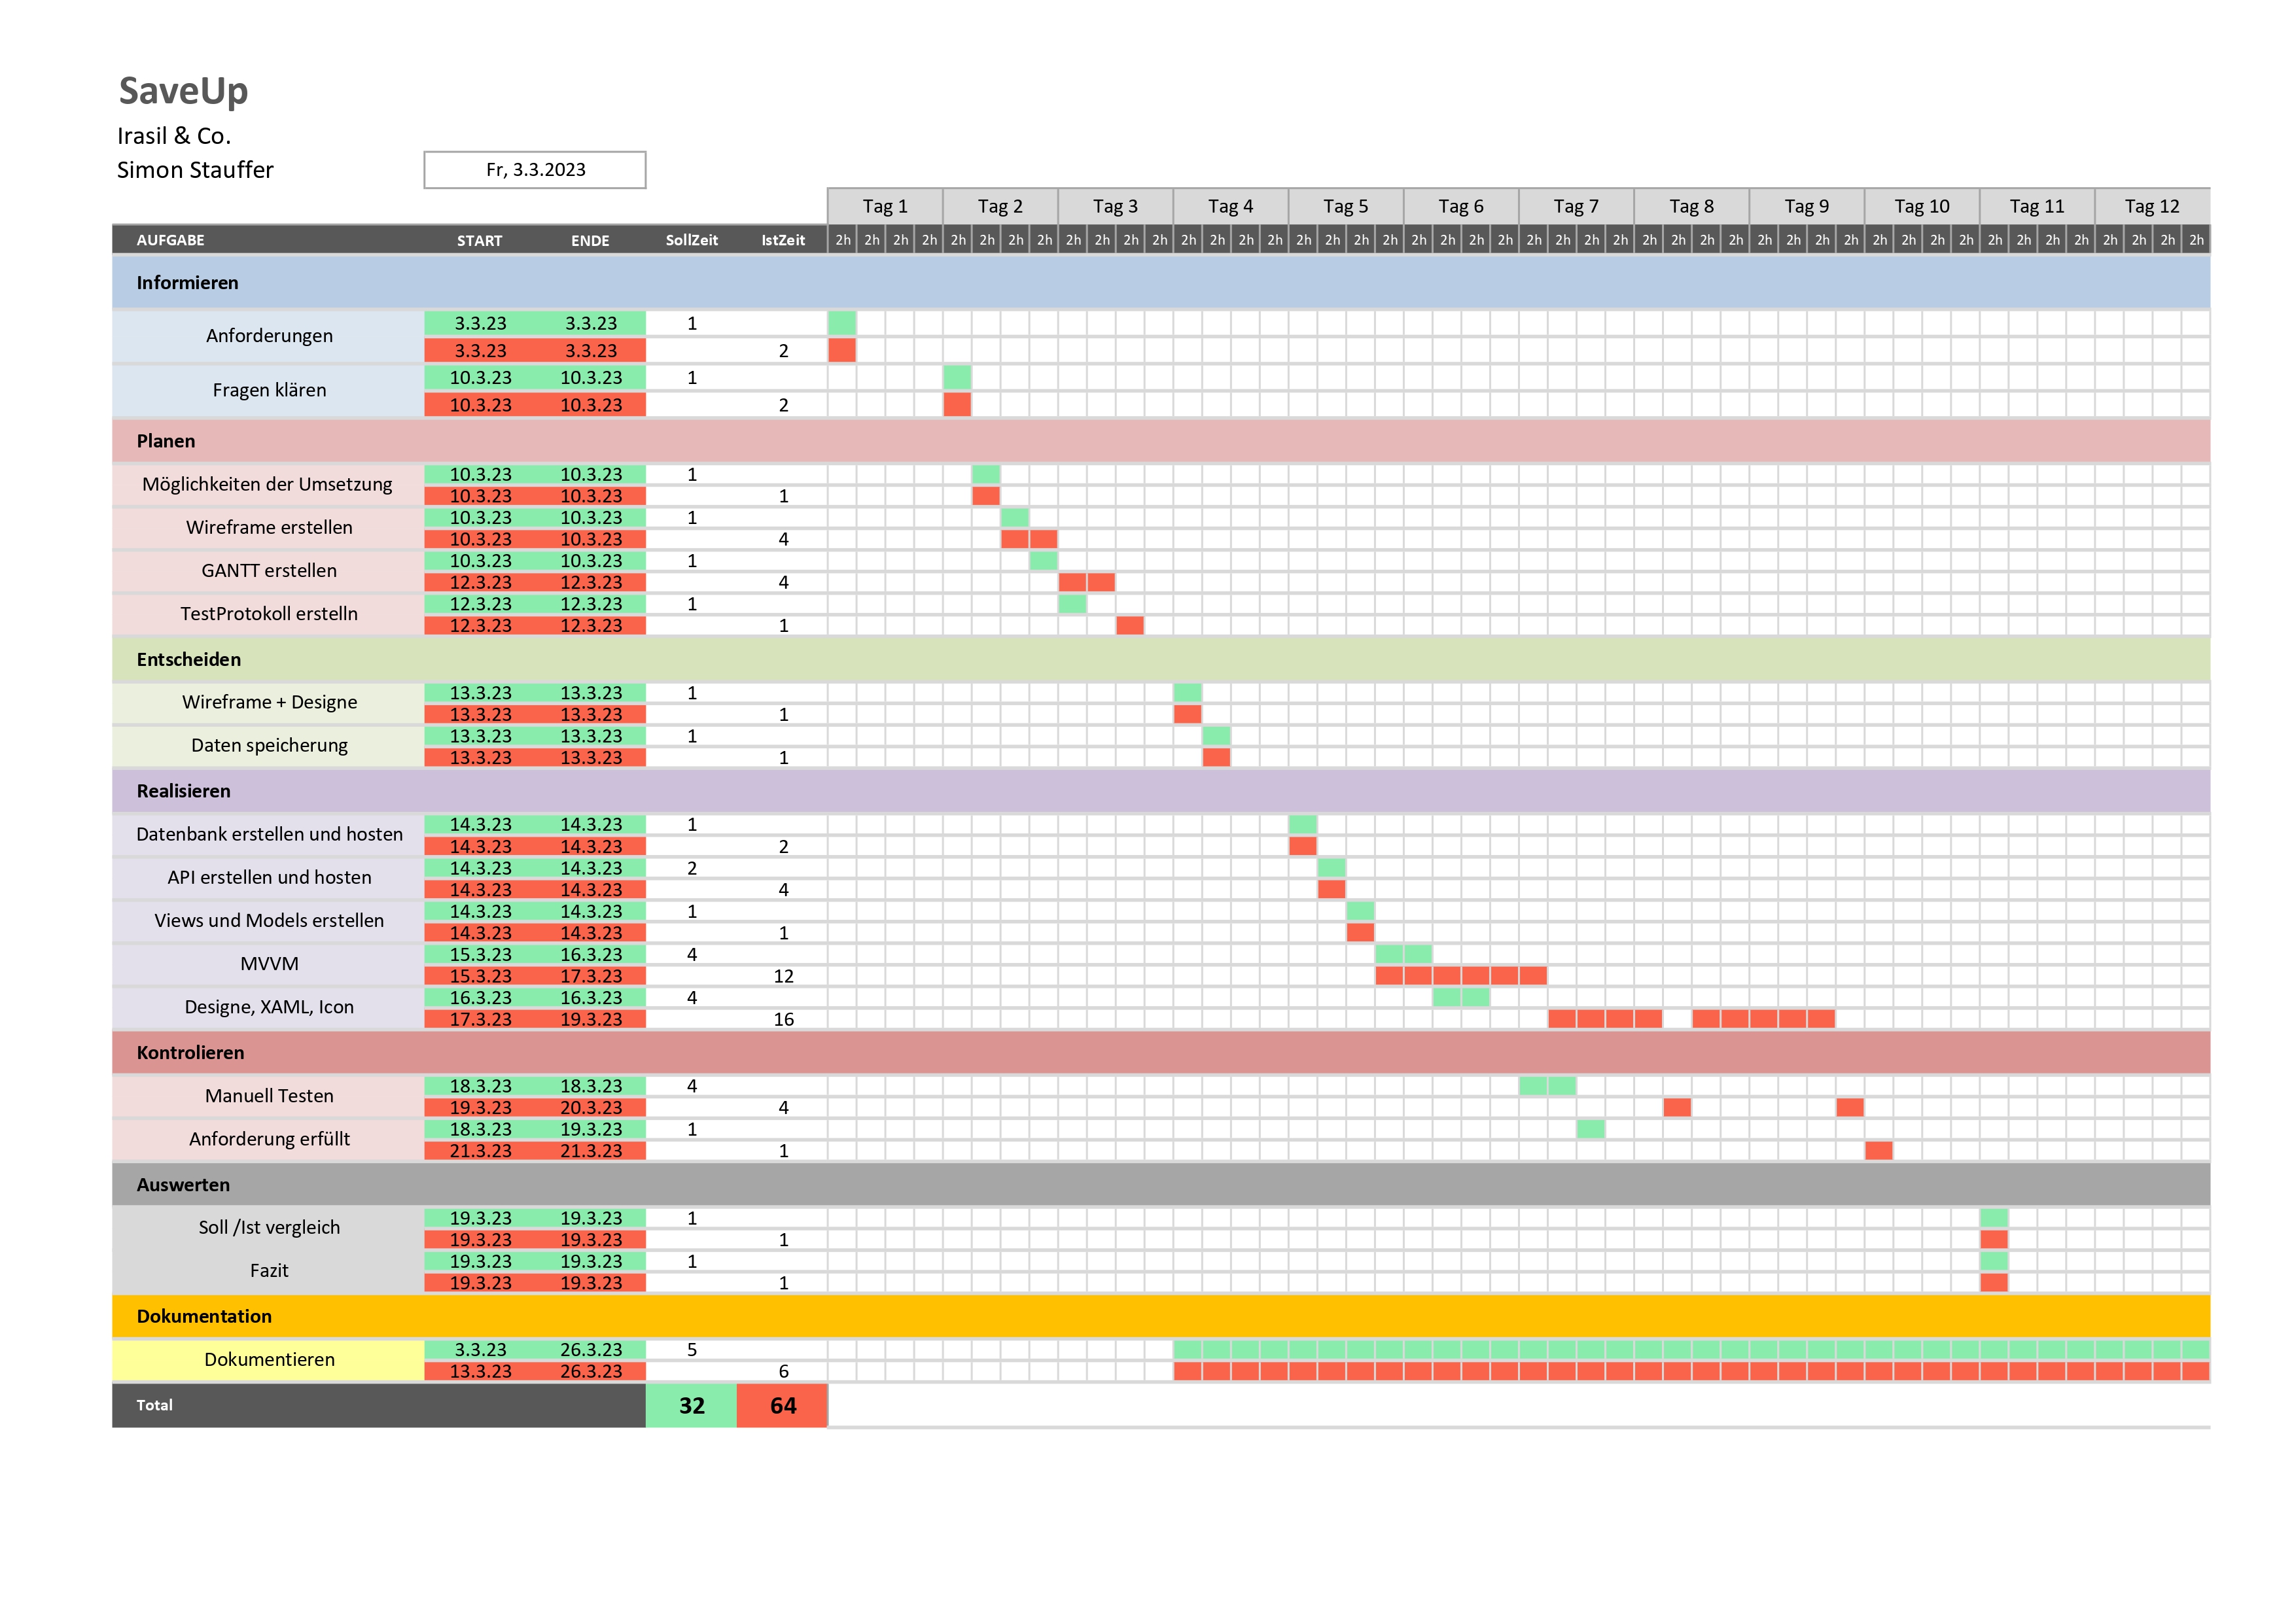 SaveUp
Irasil & Co.
Simon Stauffer
Fr, 3.3.2023
Tag 1 Tag 2 Tag 3 Tag 4 Tag 5 Tag 6 Tag 7 Tag 8 Tag 9 Tag 10 Tag 11 Tag 12
AUFGABE START ENDE SollZeit IstZeit 2h 2h 2h 2h 2h 2h 2h 2h 2h 2h 2h 2h 2h 2h 2h 2h 2h 2h 2h 2h 2h 2h 2h 2h 2h 2h 2h 2h 2h 2h 2h 2h 2h 2h 2h 2h 2h 2h 2h 2h 2h 2h 2h 2h 2h 2h 2h 2h
Informieren
Anforderungen
3.3.23 3.3.23 1
3.3.23 3.3.23 2
Fragen klären
10.3.23 10.3.23 1
10.3.23 10.3.23 2
Planen
Möglichkeiten der Umsetzung
10.3.23 10.3.23 1
10.3.23 10.3.23 1
Wireframe erstellen
10.3.23 10.3.23 1
10.3.23 10.3.23 4
GANTT erstellen
10.3.23 10.3.23 1
12.3.23 12.3.23 4
TestProtokoll erstelln
12.3.23 12.3.23 1
12.3.23 12.3.23 1
Entscheiden
Wireframe + Designe
13.3.23 13.3.23 1
13.3.23 13.3.23 1
Daten speicherung
13.3.23 13.3.23 1
13.3.23 13.3.23 1
Realisieren
Datenbank erstellen und hosten
14.3.23 14.3.23 1
14.3.23 14.3.23 2
API erstellen und hosten
14.3.23 14.3.23 2
14.3.23 14.3.23 4
Views und Models erstellen
14.3.23 14.3.23 1
14.3.23 14.3.23 1
MVVM
15.3.23 16.3.23 4
15.3.23 17.3.23 12
Designe, XAML, Icon
16.3.23 16.3.23 4
17.3.23 19.3.23 16
Kontrolieren
Manuell Testen
18.3.23 18.3.23 4
19.3.23 20.3.23 4
Anforderung erfüllt
18.3.23 19.3.23 1
21.3.23 21.3.23 1
Auswerten
Soll /Ist vergleich
19.3.23 19.3.23 1
19.3.23 19.3.23 1
Fazit
19.3.23 19.3.23 1
19.3.23 19.3.23 1
Dokumentation
Dokumentieren
3.3.23 26.3.23 5
13.3.23 26.3.23 6
Total 32 64